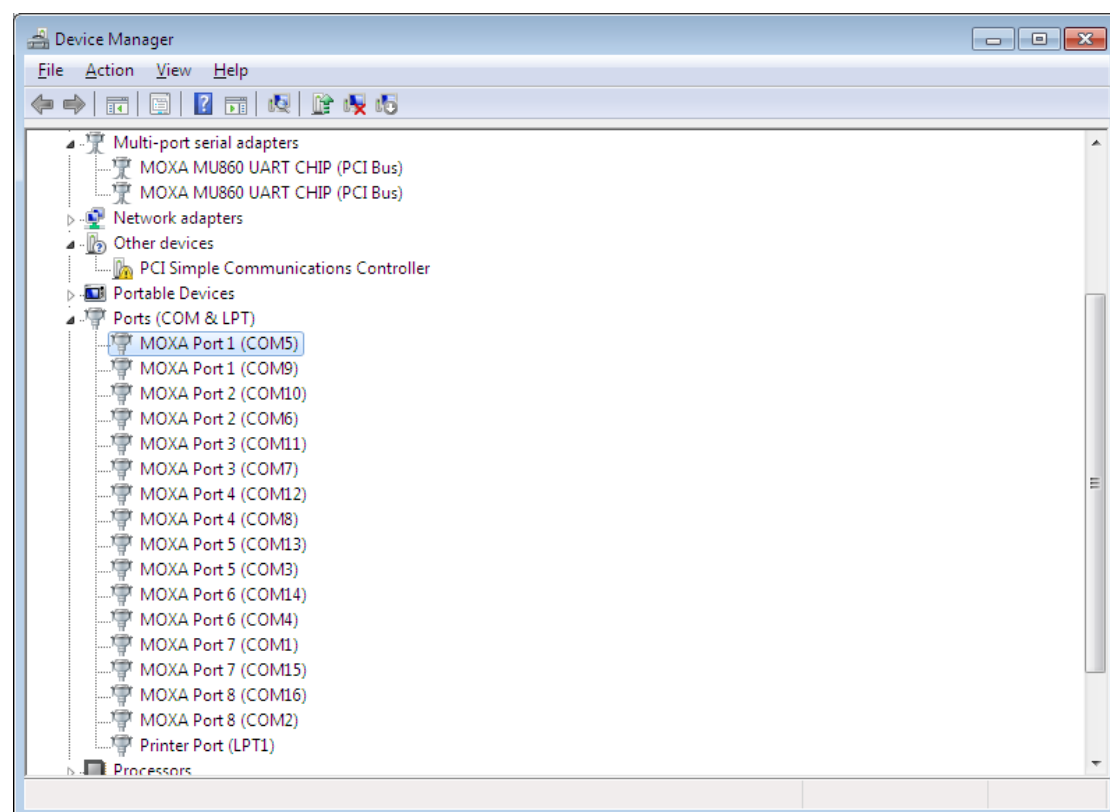 Device Manager
File Action View Help
Multi-port serial adapters
MOXA MU860 UART CHIP (PCI Bus)
MOXA MU860 UART CHIP (PCI Bus)
Network adapters
Other devices
PCI Simple Communications Controller
Portable Devices
Ports (COM & LPT)
MOXA Port 1 (COM5)
MOXA Port 1 (COM9)
MOXA Port 2 (COM10)
MOXA Port 2 (COM6)
MOXA Port 3 (COM11)
MOXA Port 3 (COM7)
MOXA Port 4 (COM12)
MOXA Port 4 (COM8)
MOXA Port 5 (COM13)
MOXA Port 5 (COM3)
MOXA Port 6 (COM14)
MOXA Port 6 (COM4)
MOXA Port 7 (COM1)
MOXA Port 7 (COM15)
MOXA Port 8 (COM16)
MOXA Port 8 (COM2)
Printer Port (LPT1)
Processors